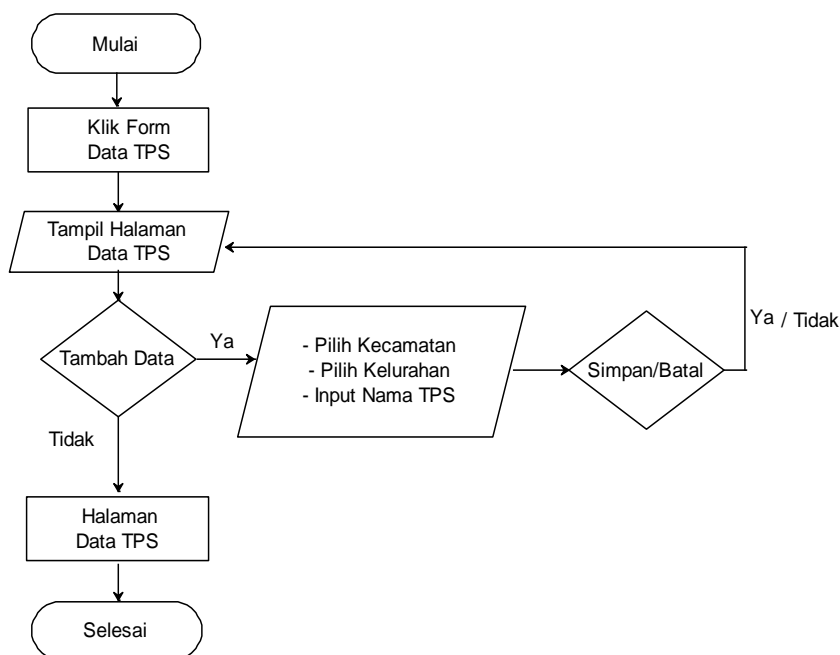 Mulai
Klik Form
Data TPS
Tampil Halaman
Data TPS
Tambah Data
Ya
- Pilih Kecamatan
- Pilih Kelurahan
- Input Nama TPS
Simpan/Batal
Ya / Tidak
Tidak
Halaman
Data TPS
Selesai